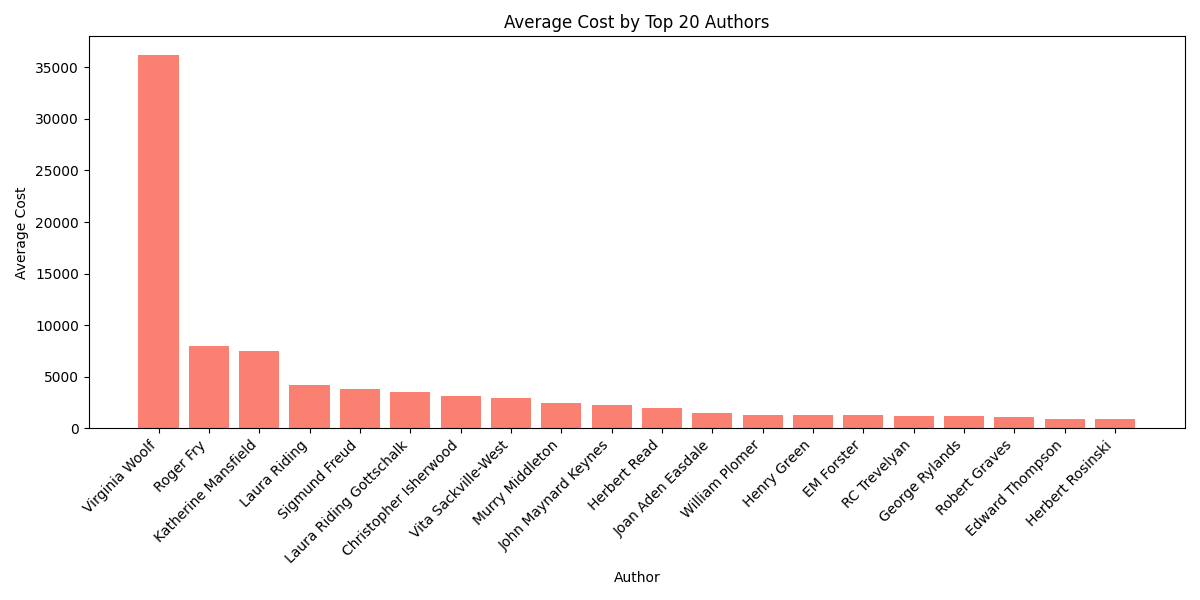 Average Cost by Top 20 Authors
Average Cost
35000
30000
25000
20000
15000
10000
5000
0
Virginia Woolf
Roger Fry
Katherine Mansfield
Laura Riding
Sigmund Freud
Laura Riding Gottschalk
Christopher Isherwood
Vita Sackville-West
Murry Middleton
John Maynard Keynes
Herbert Read
Joan Aden Easdale
William Plomer
Henry Green
EM Forster
RC Trevelyan
George Rylands
Robert Graves
Edward Thompson
Herbert Rosinski
Author